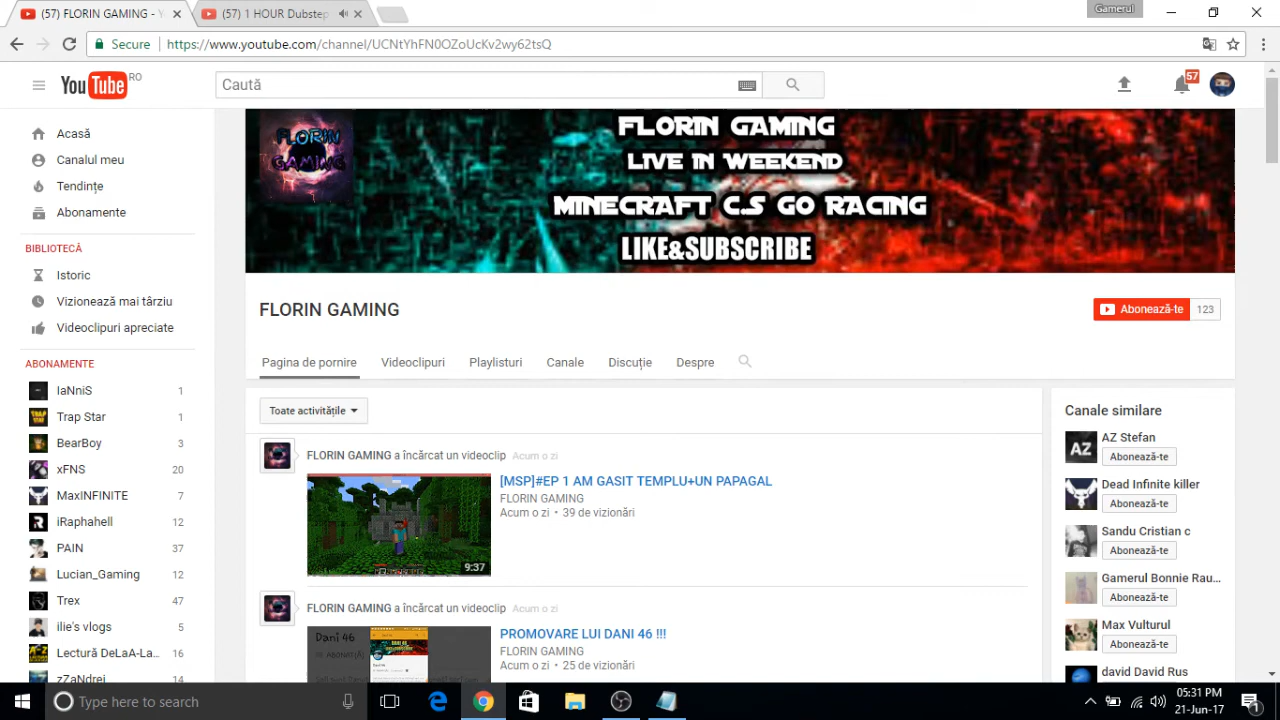 (57) FLORIN GAMING - Y
(57) 1 HOUR Dubstep
Gamerul
Secure
https://www.youtube.com/channel/UCNtYhFN0OZoUcKv2wy62tsQ
YouTube RO
Caută
57
Acasă
Canalul meu
Tendințe
Abonamente
BIBLIOTECĂ
Istoric
Vizionează mai târziu
Videoclipuri apreciate
ABONAMENTE
IaNniS 1
Trap Star 1
BearBoy 3
xFNS 20
MaxINFINITE 7
iRaphahell 12
PAIN 37
Lucian_Gaming 12
Trex 47
ilie's vlogs 5
Lectură DeLaA-La... 16
zZaNdrei 14
FLORIN GAMING
FLORIN GAMING
LIVE IN WEEKEND
MINECRAFT C.S GO RACING
LIKE&SUBSCRIBE
FLORIN GAMING
Abonează-te 123
Pagina de pornire
Videoclipuri
Playlisturi
Canale
Discuție
Despre
Toate activitățile
FLORIN GAMING a încărcat un videoclip Acum o zi
[MSP]#EP 1 AM GASIT TEMPLU+UN PAPAGAL
FLORIN GAMING
Acum o zi • 39 de vizionări
9:37
FLORIN GAMING a încărcat un videoclip Acum o zi
Dani 46
PROMOVARE LUI DANI 46 !!!
FLORIN GAMING
Acum o zi • 25 de vizionări
Canale similare
AZ
AZ Stefan
Abonează-te
Dead Infinite killer
Abonează-te
Sandu Cristian c
Abonează-te
Gamerul Bonnie Rau...
Abonează-te
Max Vulturul
Abonează-te
david David Rus
Type here to search
05:31 PM
21-Jun-17
1